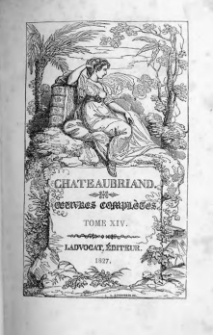 CHATEAUBRIAND.
ŒUVRES COMPLÈTES.
TOME XIV.
LADVOCAT, ÉDITEUR.
1827.